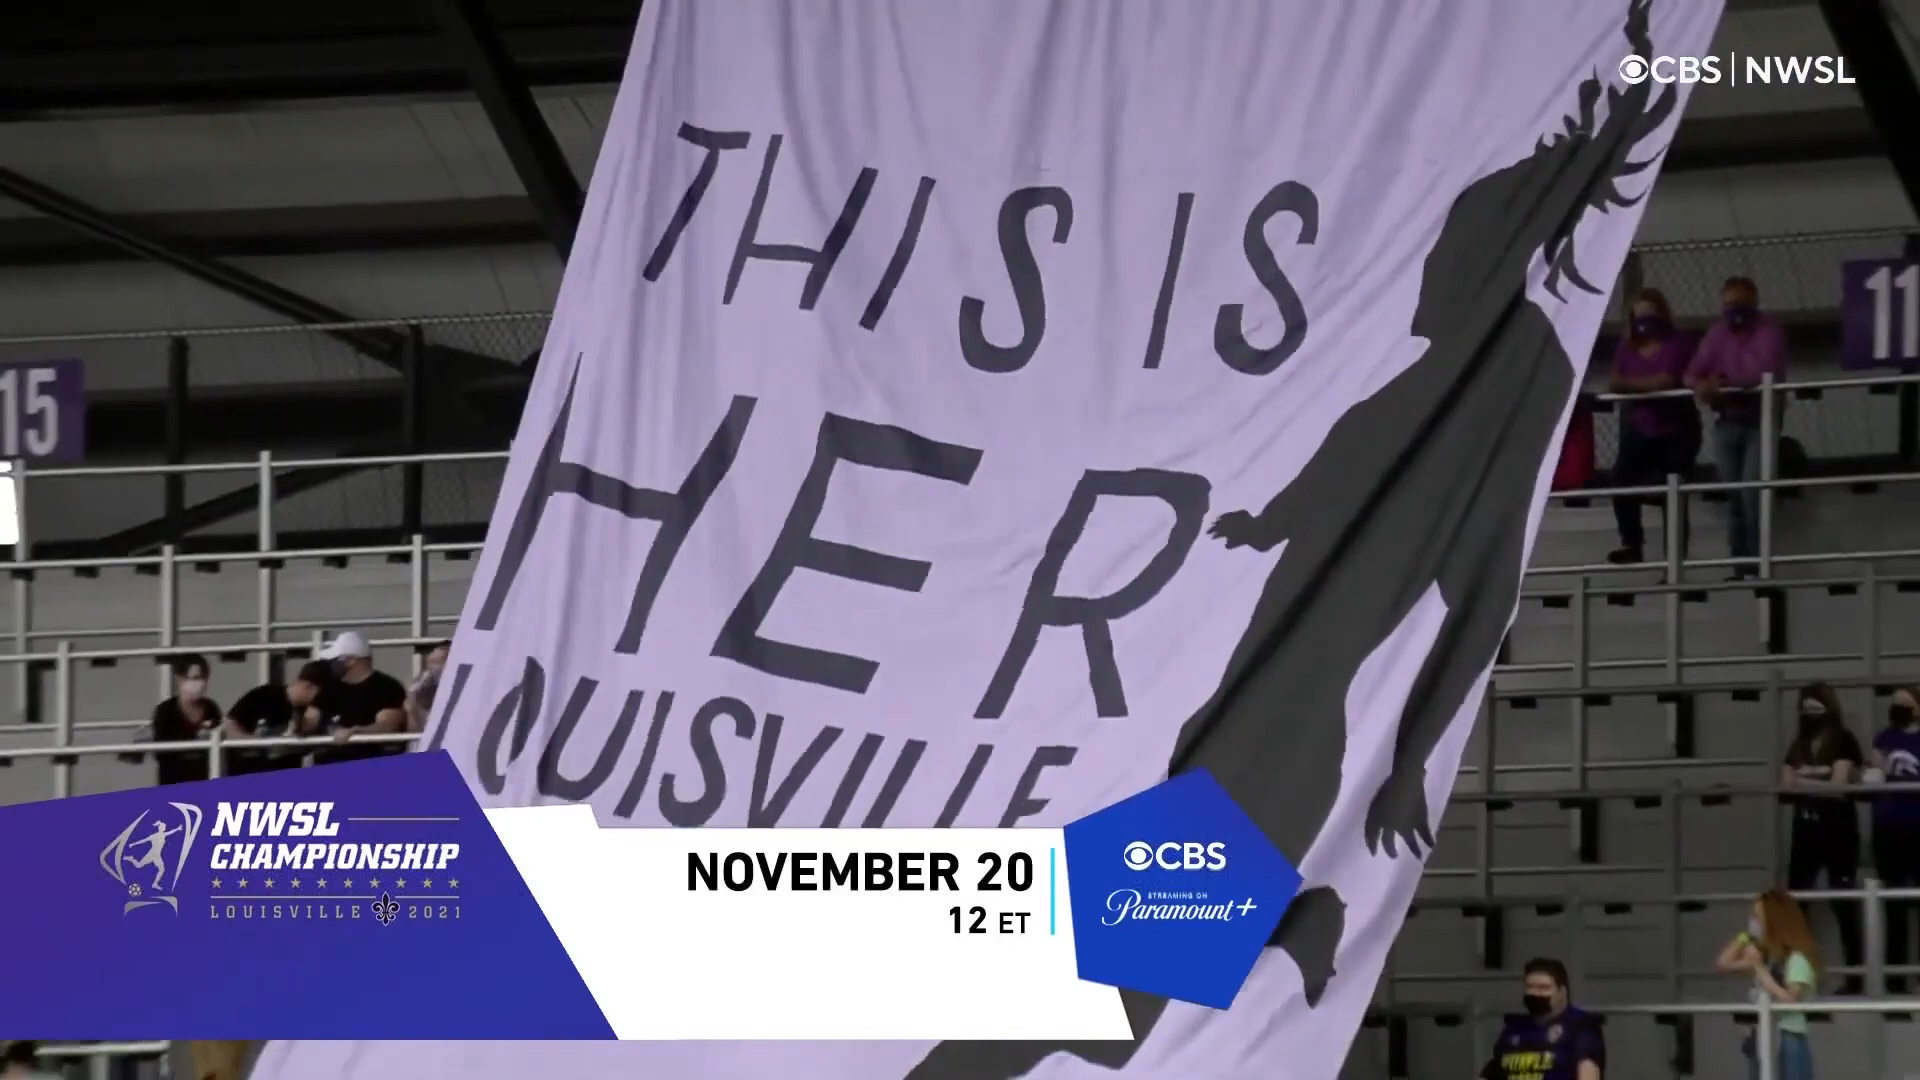 CBS | NWSL
THIS IS
HER
LOUISVILLE
15
11
NWSL
CHAMPIONSHIP
LOUISVILLE 2021
NOVEMBER 20
12 ET
CBS
STREAMING ON
Paramount+
PURPLE